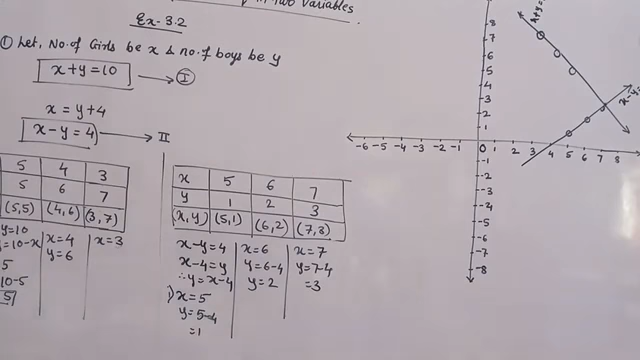 in Two Variables
Ex-3.2
① Let, No. of Girls be x & no. of boys be y
x + y = 10 → Ⅰ
x = y+4
x - y = 4 → II
5 4 3
5 6 7
(5,5) (4,6) (3,7)
y=10 x=4 x=3
=10-x y=6
5
10-5
5
x 5 6 7
y 1 2 3
(x,y) (5,1) (6,2) (7,3)
x-y=4 x=6 x=7
x-4=y y=6-4 y=7-4
∴y=x-4 y=2 =3
i) x=5
y=5-4
=1
8
7
6
5
4
3
2
1
-6 -5 -4 -3 -2 -1 0 1 2 3 4 5 6 7 8
-1
-2
-3
-4
-5
-6
-7
-8
x+y=
x-y=